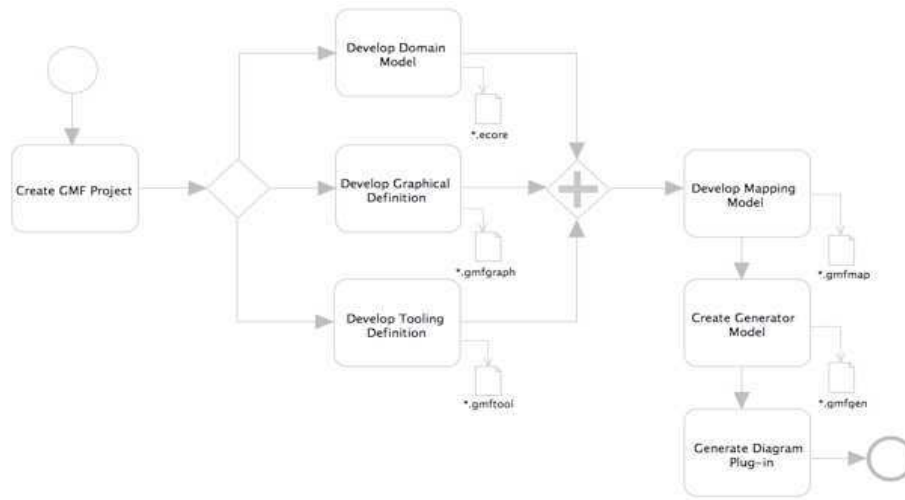 Develop Domain
Model
*.ecore
Create GMF Project
Develop Graphical
Definition
*.gmfgraph
Develop Mapping
Model
*.gmfmap
Develop Tooling
Definition
*.gmftool
Create Generator
Model
*.gmfgen
Generate Diagram
Plug-in